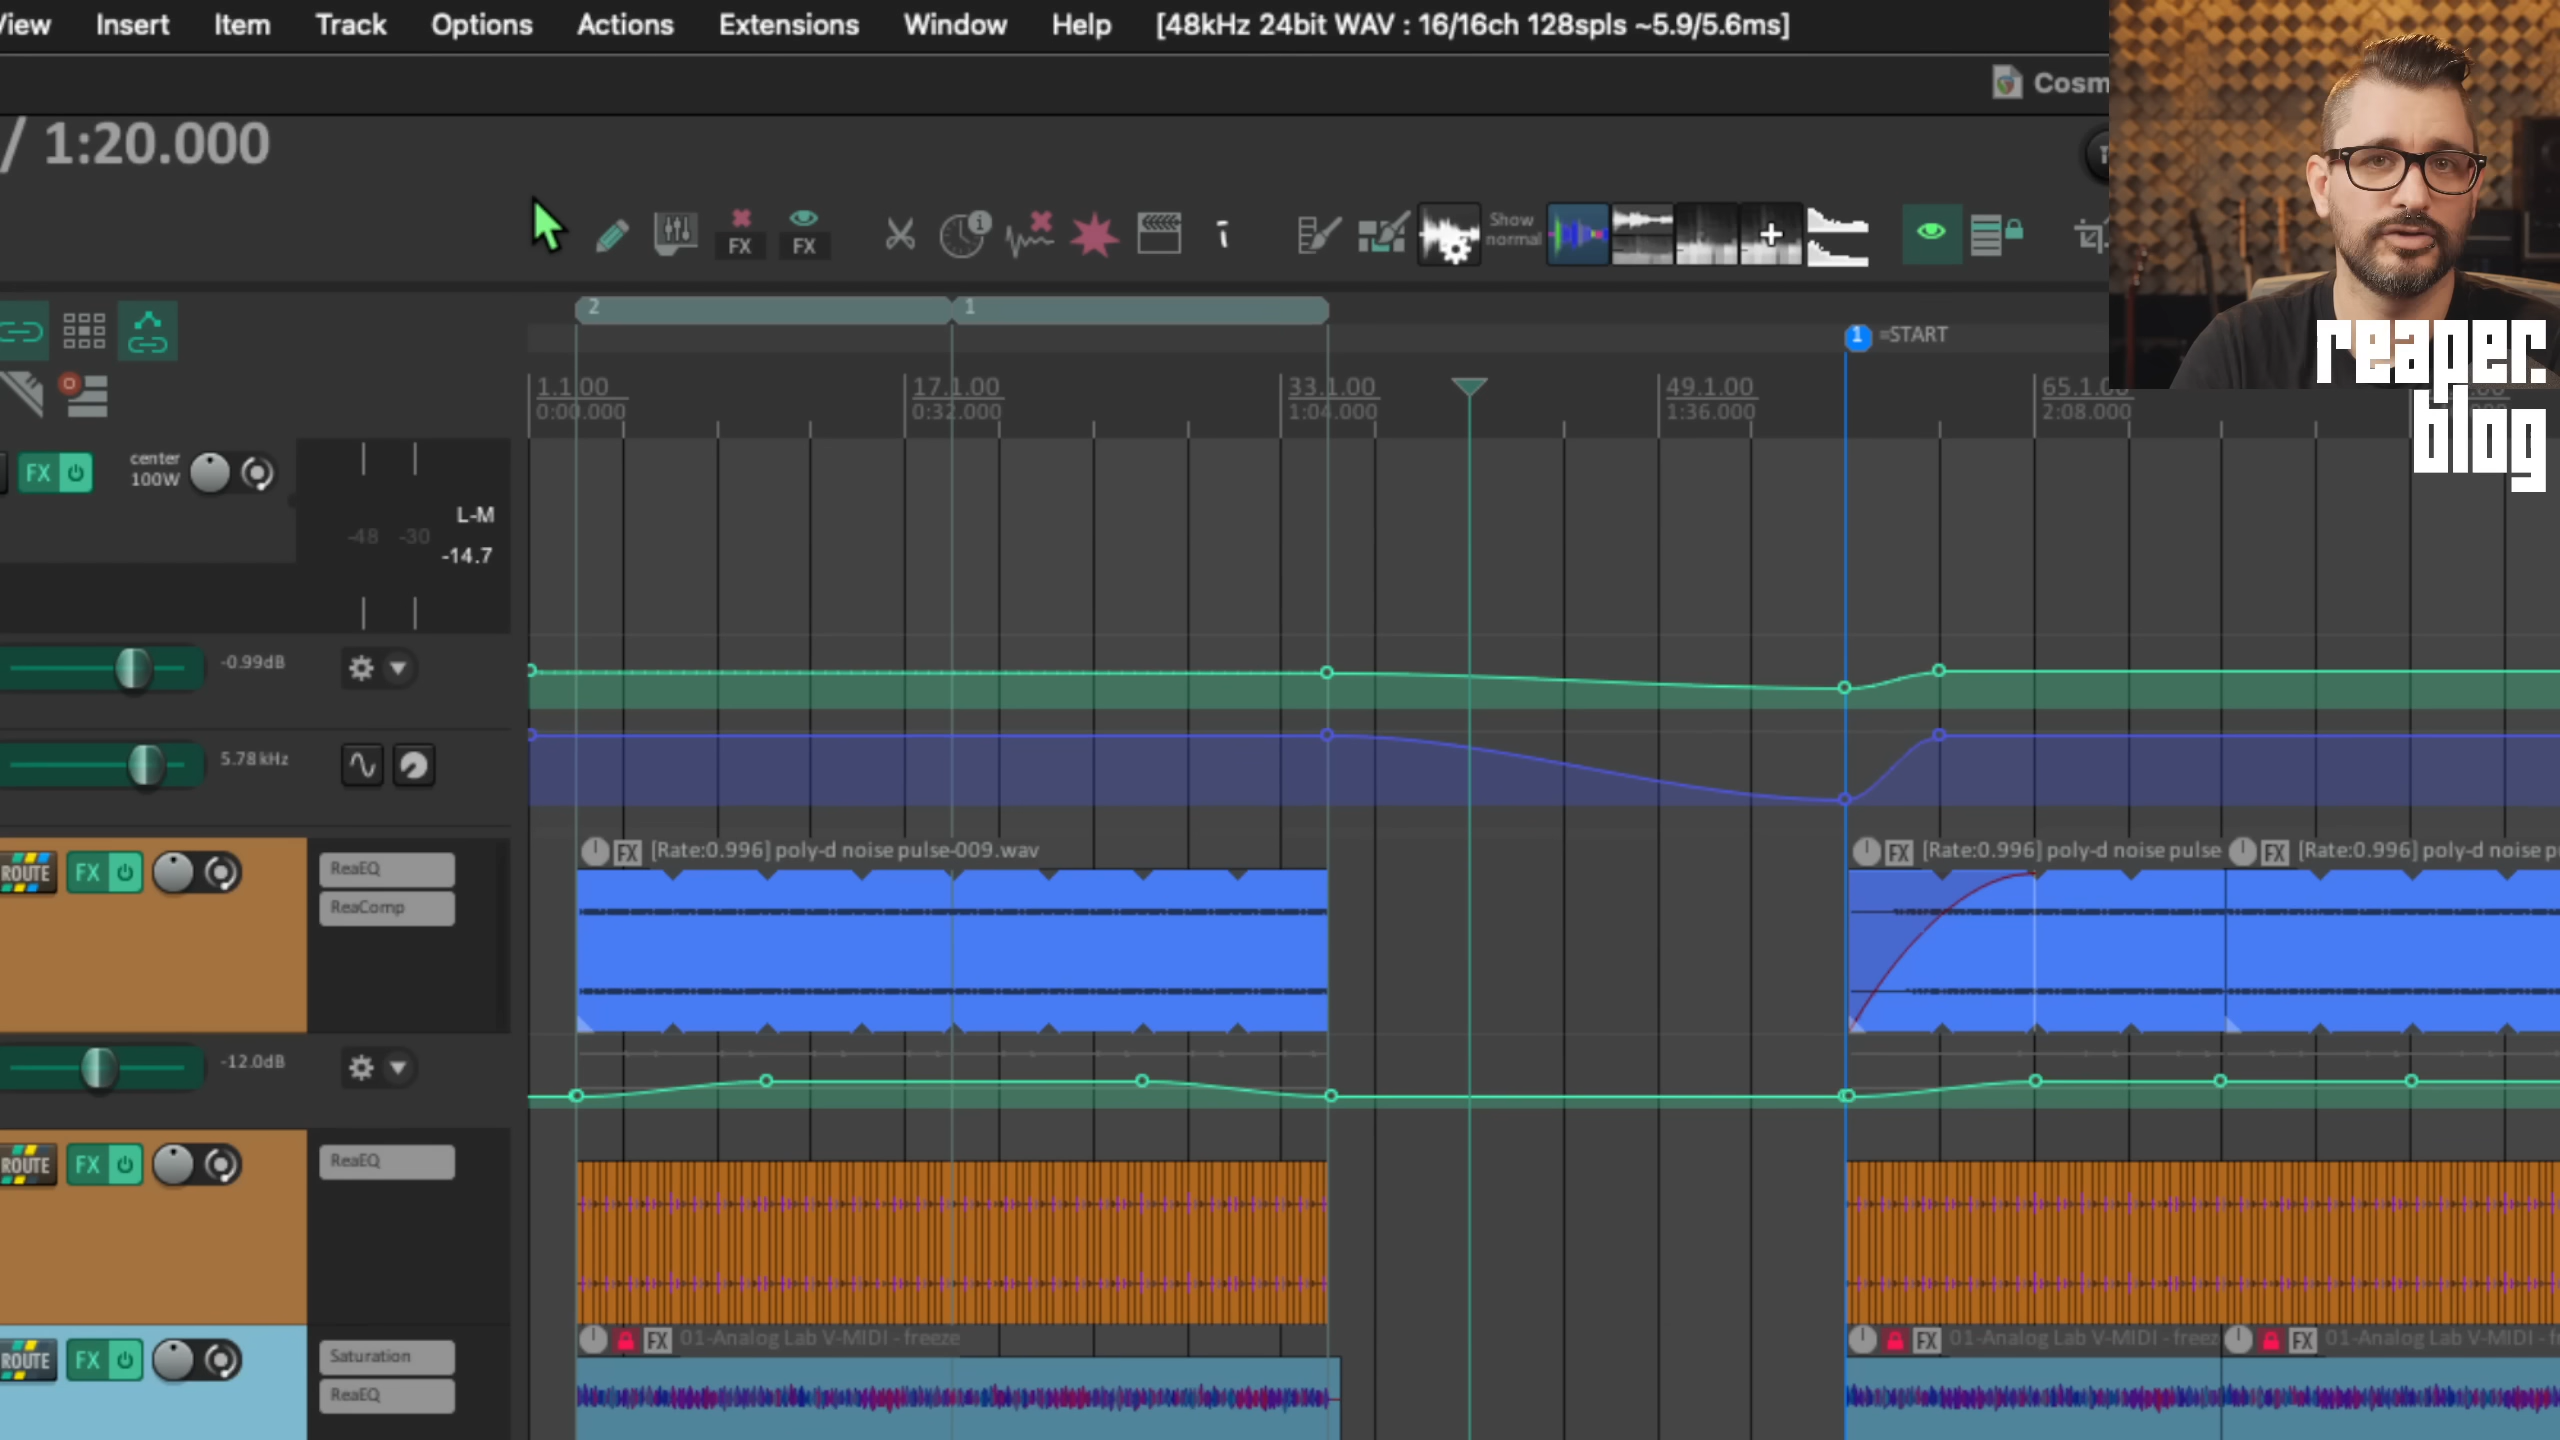 View Insert Item Track Options Actions Extensions Window Help [48kHz 24bit WAV : 16/16ch 128spls ~5.9/5.6ms]
Cosm
/ 1:20.000
FX FX i Show normal
2 1
1 =START
reaper.
blog
1.1.00 17.1.00 33.1.00 49.1.00 65.1.00
0:00.000 0:32.000 1:04.000 1:36.000 2:08.000
FX center
100W
L-M
-48 -30
-14.7
-0.99dB
5.78 kHz
FX [Rate:0.996] poly-d noise pulse-009.wav FX [Rate:0.996] poly-d noise pulse FX [Rate:0.996] poly-d noise p
ROUTE FX ReaEQ
ReaComp
-12.0dB
ROUTE FX ReaEQ
FX 01-Analog Lab V-MIDI - freeze FX 01-Analog Lab V-MIDI - freez FX 01-Analog Lab V-MIDI - f
ROUTE FX Saturation
ReaEQ